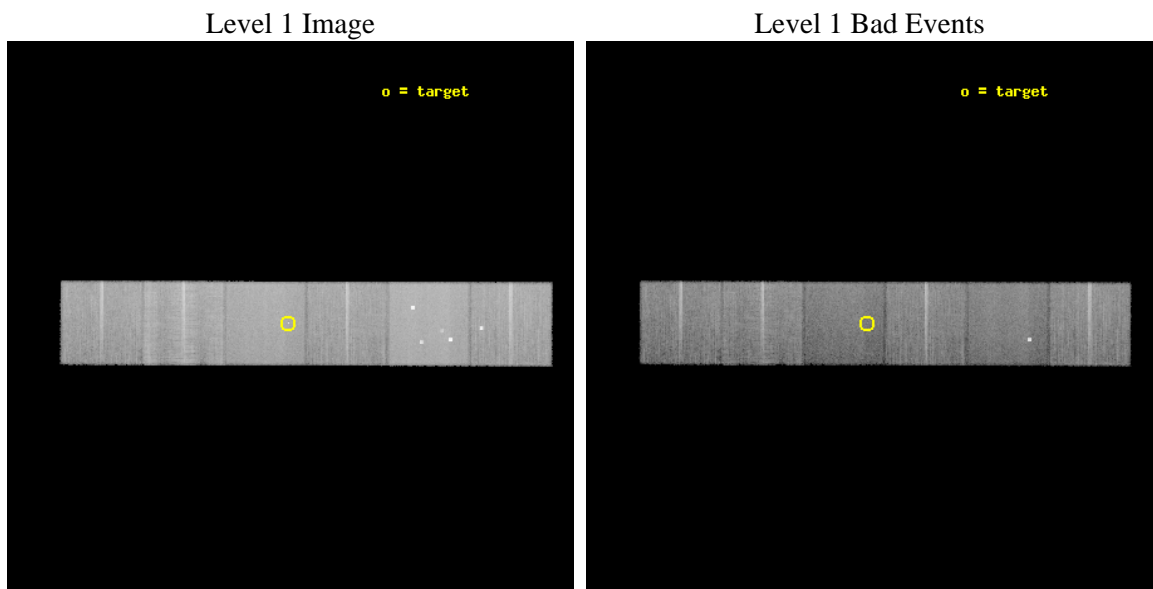 Level 1 Image
Level 1 Bad Events
o = target
o = target